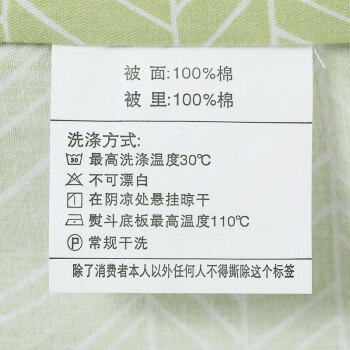 被 面:100%棉
被 里:100%棉
洗涤方式:
30 最高洗涤温度30℃
不可漂白
在阴凉处悬挂晾干
熨斗底板最高温度110℃
P 常规干洗
除了消费者本人以外任何人不得撕除这个标签